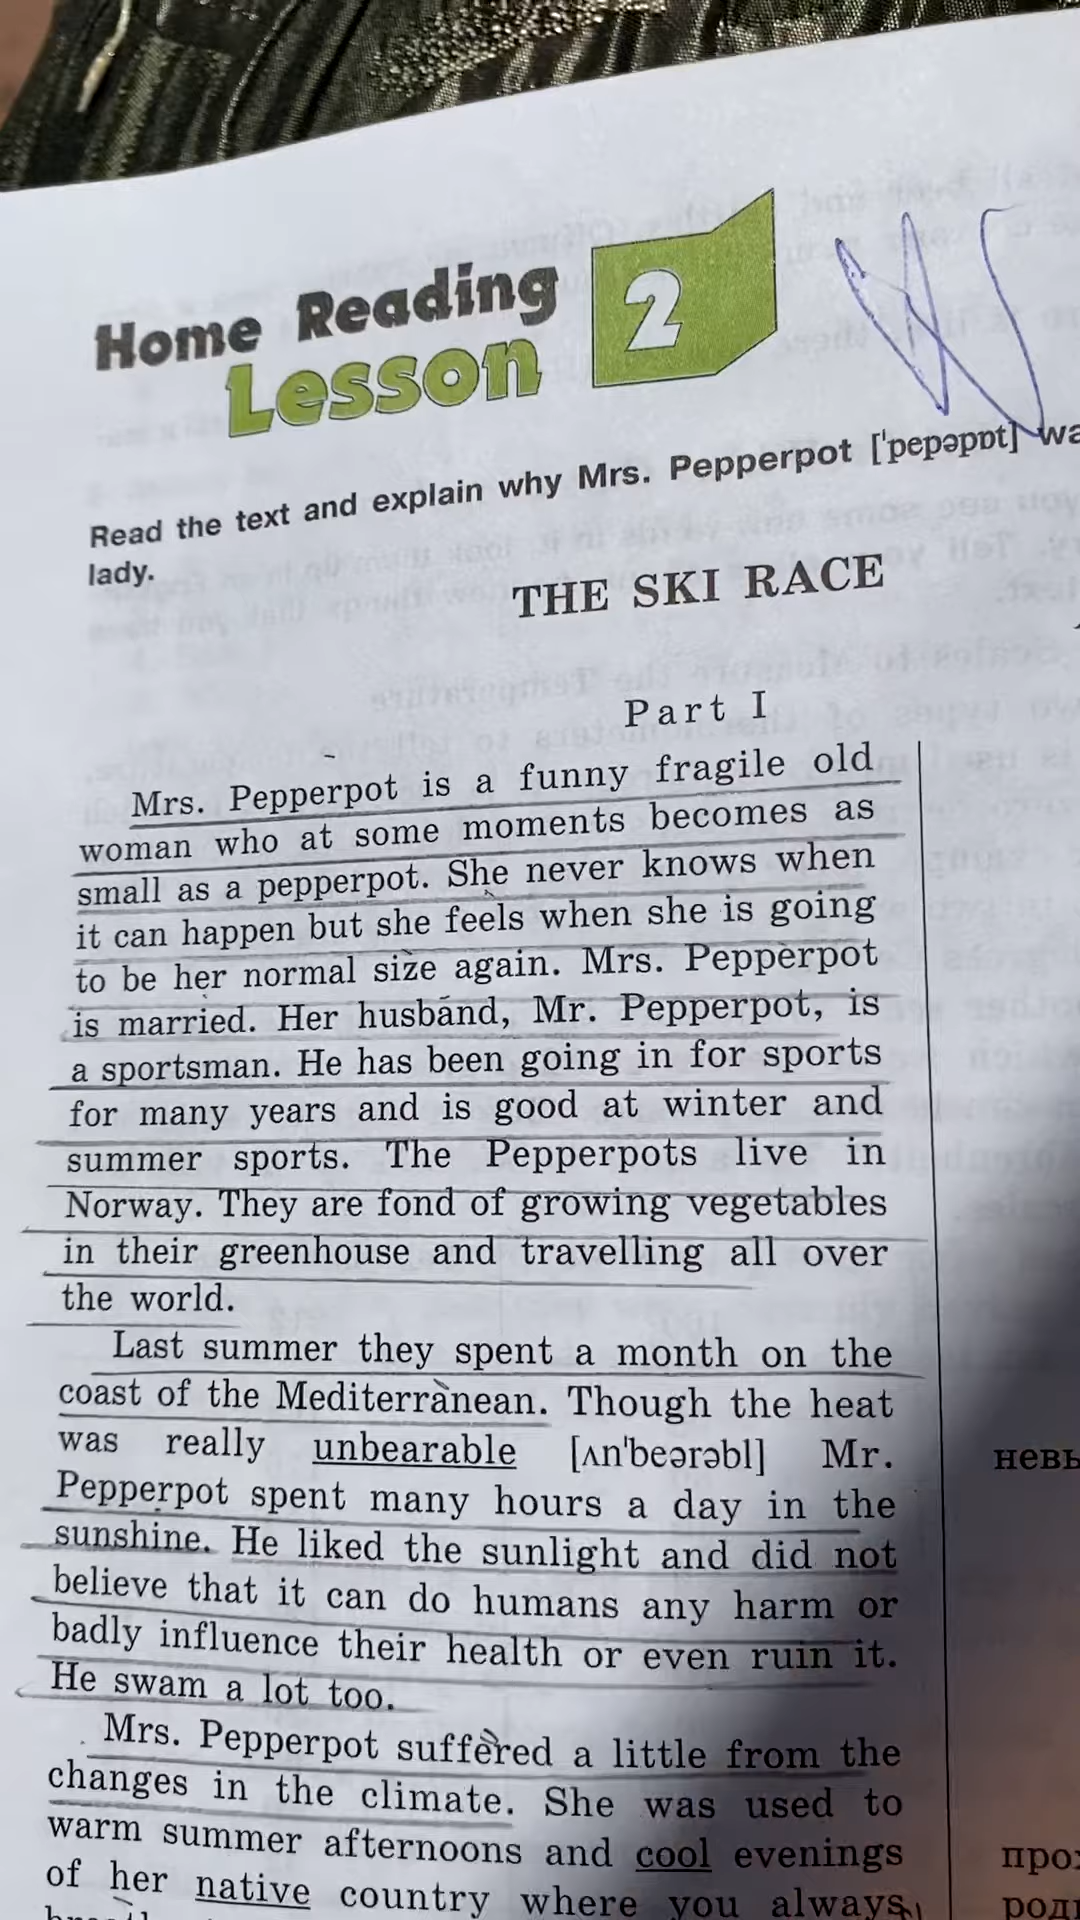 Home Reading
Lesson 2
Read the text and explain why Mrs. Pepperpot [ˈpepəpɒt]
lady.
THE SKI RACE
Part I
Mrs. Pepperpot is a funny fragile old
woman who at some moments becomes as
small as a pepperpot. She never knows when
it can happen but she feels when she is going
to be her normal size again. Mrs. Pepperpot
is married. Her husband, Mr. Pepperpot, is
a sportsman. He has been going in for sports
for many years and is good at winter and
summer sports. The Pepperpots live in
Norway. They are fond of growing vegetables
in their greenhouse and travelling all over
the world.
Last summer they spent a month on the
coast of the Mediterranean. Though the heat
was really unbearable [ʌnˈbeərəbl] Mr.
Pepperpot spent many hours a day in the
sunshine. He liked the sunlight and did not
believe that it can do humans any harm or
badly influence their health or even ruin it.
He swam a lot too.
Mrs. Pepperpot suffered a little from the
changes in the climate. She was used to
warm summer afternoons and cool evenings
of her native country where you always